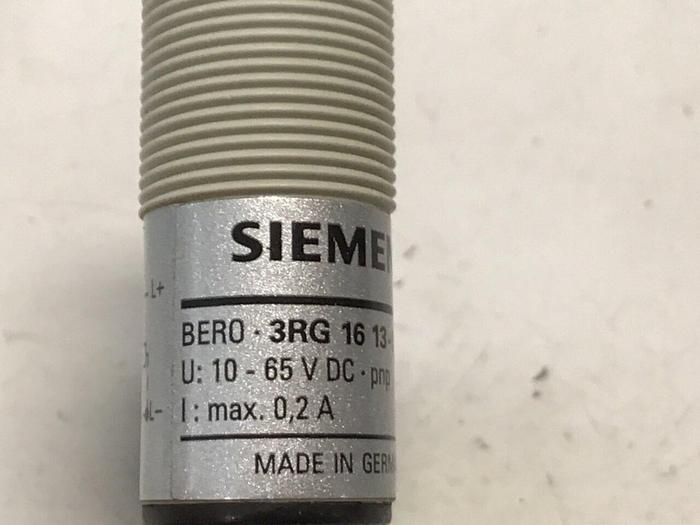 SIEME
L+
BERO · 3RG 16 13-
U: 10 - 65 V DC · pnp
L-
I : max. 0,2 A
MADE IN GERM